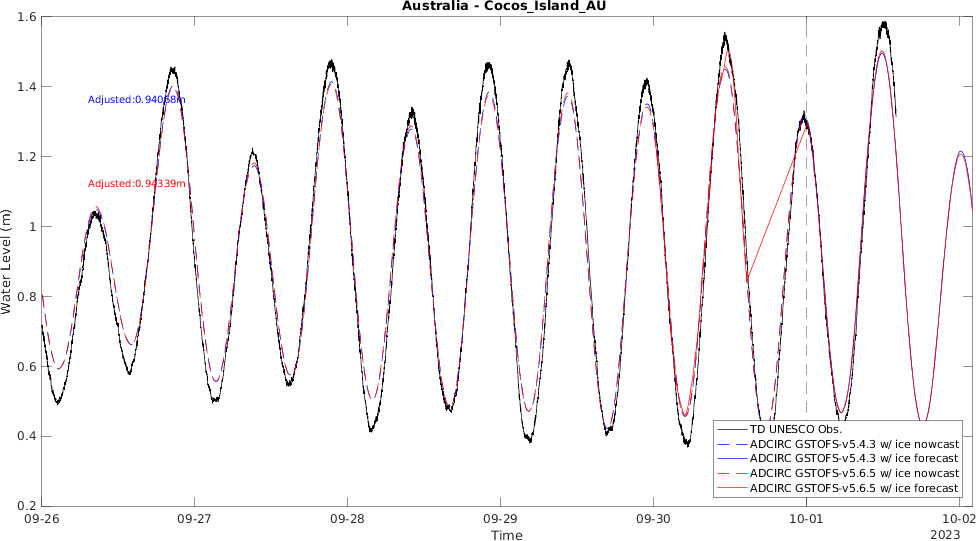 Australia - Cocos_Island_AU
1.6
1.4
1.2
1
0.8
0.6
0.4
0.2
Water Level (m)
Adjusted:0.94068m
Adjusted:0.94339m
TD UNESCO Obs.
ADCIRC GSTOFS-v5.4.3 w/ ice nowcast
ADCIRC GSTOFS-v5.4.3 w/ ice forecast
ADCIRC GSTOFS-v5.6.5 w/ ice nowcast
ADCIRC GSTOFS-v5.6.5 w/ ice forecast
09-26 09-27 09-28 09-29 09-30 10-01 10-02
Time
2023